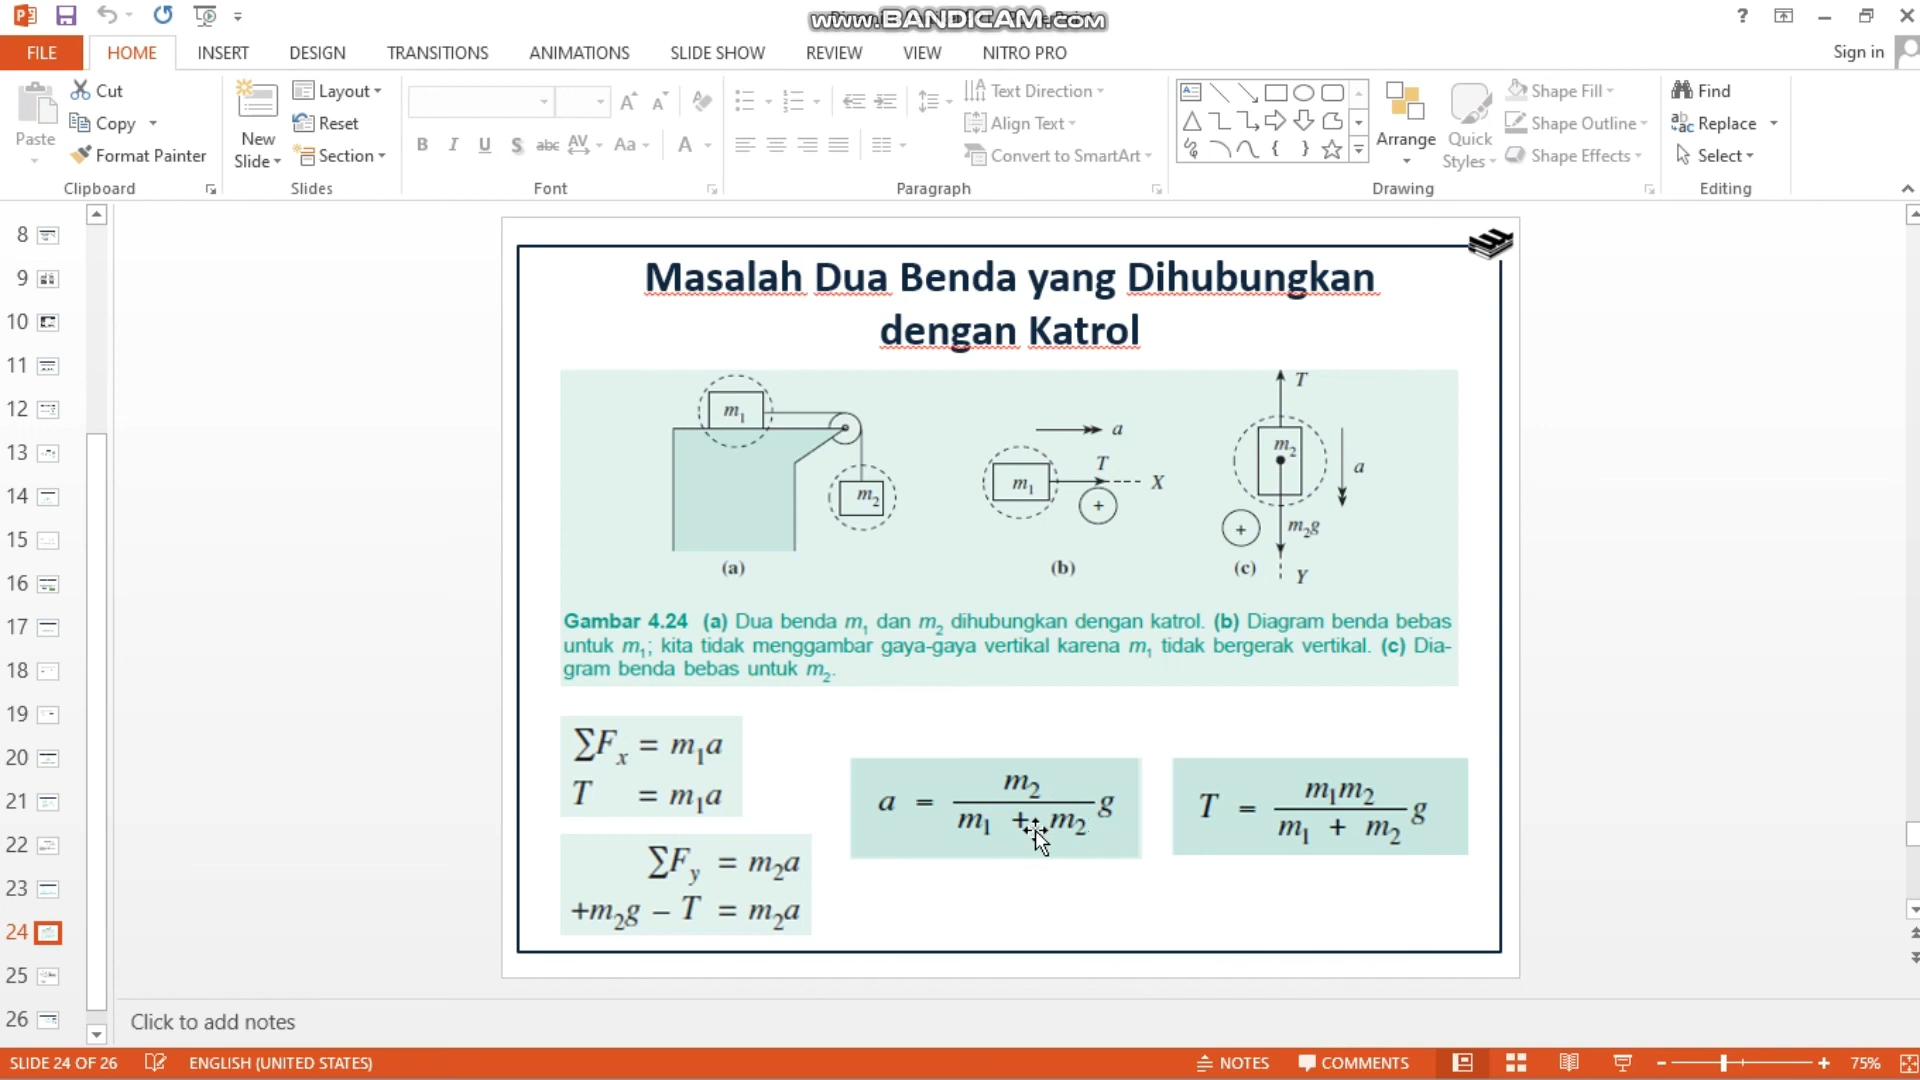 www.BANDICAM.com
FILE
HOME
INSERT
DESIGN
TRANSITIONS
ANIMATIONS
SLIDE SHOW
REVIEW
VIEW
NITRO PRO
Sign in
Paste
Cut
Copy
Format Painter
Clipboard
New
Slide
Layout
Reset
Section
Slides
B I U S abc AV Aa A
Font
Text Direction
Align Text
Convert to SmartArt
Paragraph
Arrange
Quick
Styles
Shape Fill
Shape Outline
Shape Effects
Drawing
Find
Replace
Select
Editing
8
9
10
11
12
13
14
15
16
17
18
19
20
21
22
23
24
25
26
Masalah Dua Benda yang Dihubungkan
dengan Katrol
m₁
m₂
(a)
a
m₁ T X
+
(b)
T
m₂
a
+
m₂g
Y
(c)
Gambar 4.24 (a) Dua benda m₁ dan m₂ dihubungkan dengan katrol. (b) Diagram benda bebas
untuk m₁; kita tidak menggambar gaya-gaya vertikal karena m₁ tidak bergerak vertikal. (c) Dia-
gram benda bebas untuk m₂.
∑Fₓ = m₁a
T = m₁a
∑Fy = m₂a
+m₂g – T = m₂a
a = m₂ / (m₁ + m₂) g
T = m₁m₂ / (m₁ + m₂) g
Click to add notes
SLIDE 24 OF 26
ENGLISH (UNITED STATES)
NOTES
COMMENTS
75%